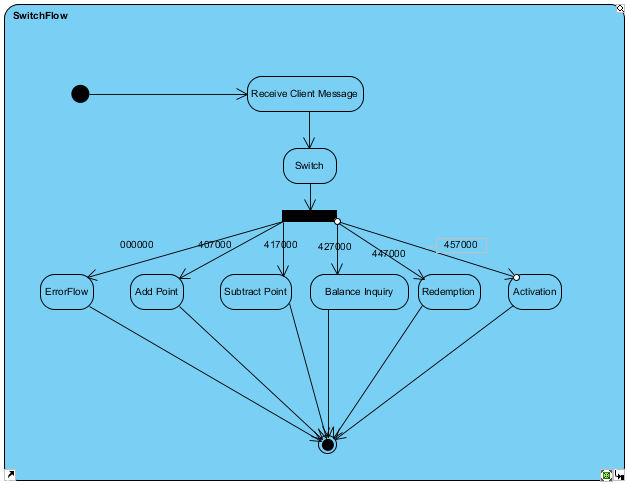 SwitchFlow
Receive Client Message
Switch
000000
407000
417000
427000
447000
457000
ErrorFlow
Add Point
Subtract Point
Balance Inquiry
Redemption
Activation